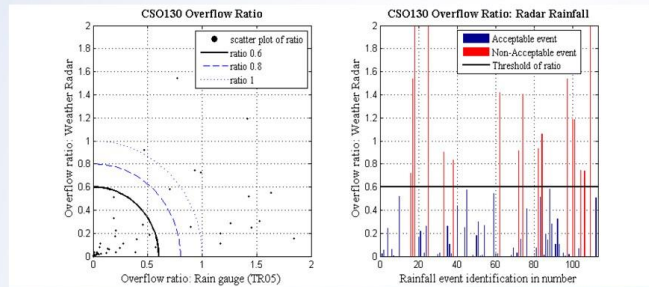 CSO130 Overflow Ratio
Overflow ratio: Weather Radar
2
1.8
1.6
1.4
1.2
1
0.8
0.6
0.4
0.2
0
0
0.5
1
1.5
2
Overflow ratio: Rain gauge (TR05)
scatter plot of ratio
ratio 0.6
ratio 0.8
ratio 1
CSO130 Overflow Ratio: Radar Rainfall
Overflow ratio: Weather Radar
2
1.8
1.6
1.4
1.2
1
0.8
0.6
0.4
0.2
0
0
20
40
60
80
100
Rainfall event identification in number
Acceptable event
Non-Acceptable event
Threshold of ratio